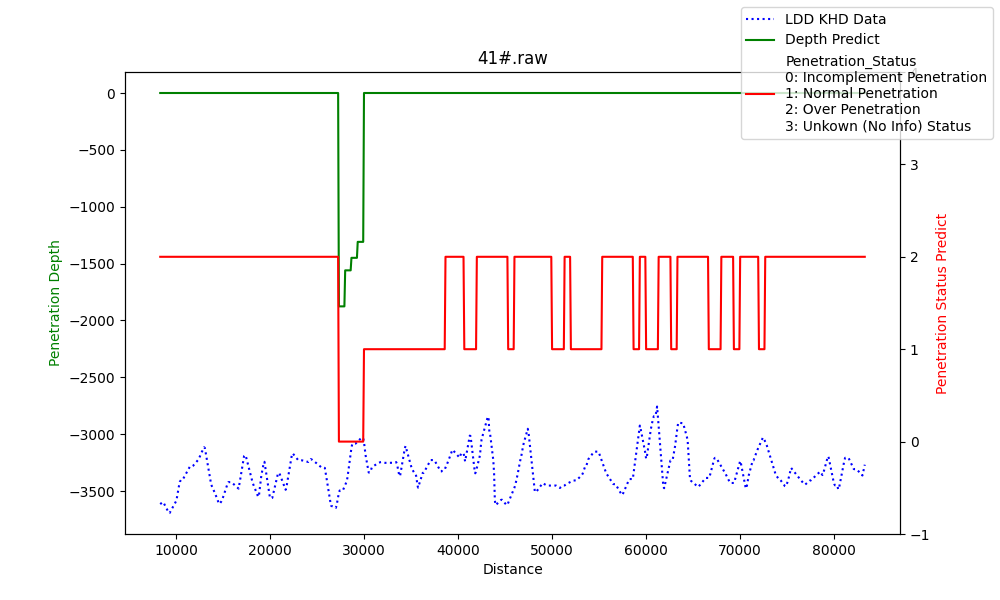 LDD KHD Data
Depth Predict
Penetration_Status
0: Incomplement Penetration
1: Normal Penetration
2: Over Penetration
3: Unkown (No Info) Status
41#.raw
0
−500
−1000
−1500
−2000
−2500
−3000
−3500
Penetration Depth
3
2
1
0
−1
Penetration Status Predict
10000 20000 30000 40000 50000 60000 70000 80000
Distance